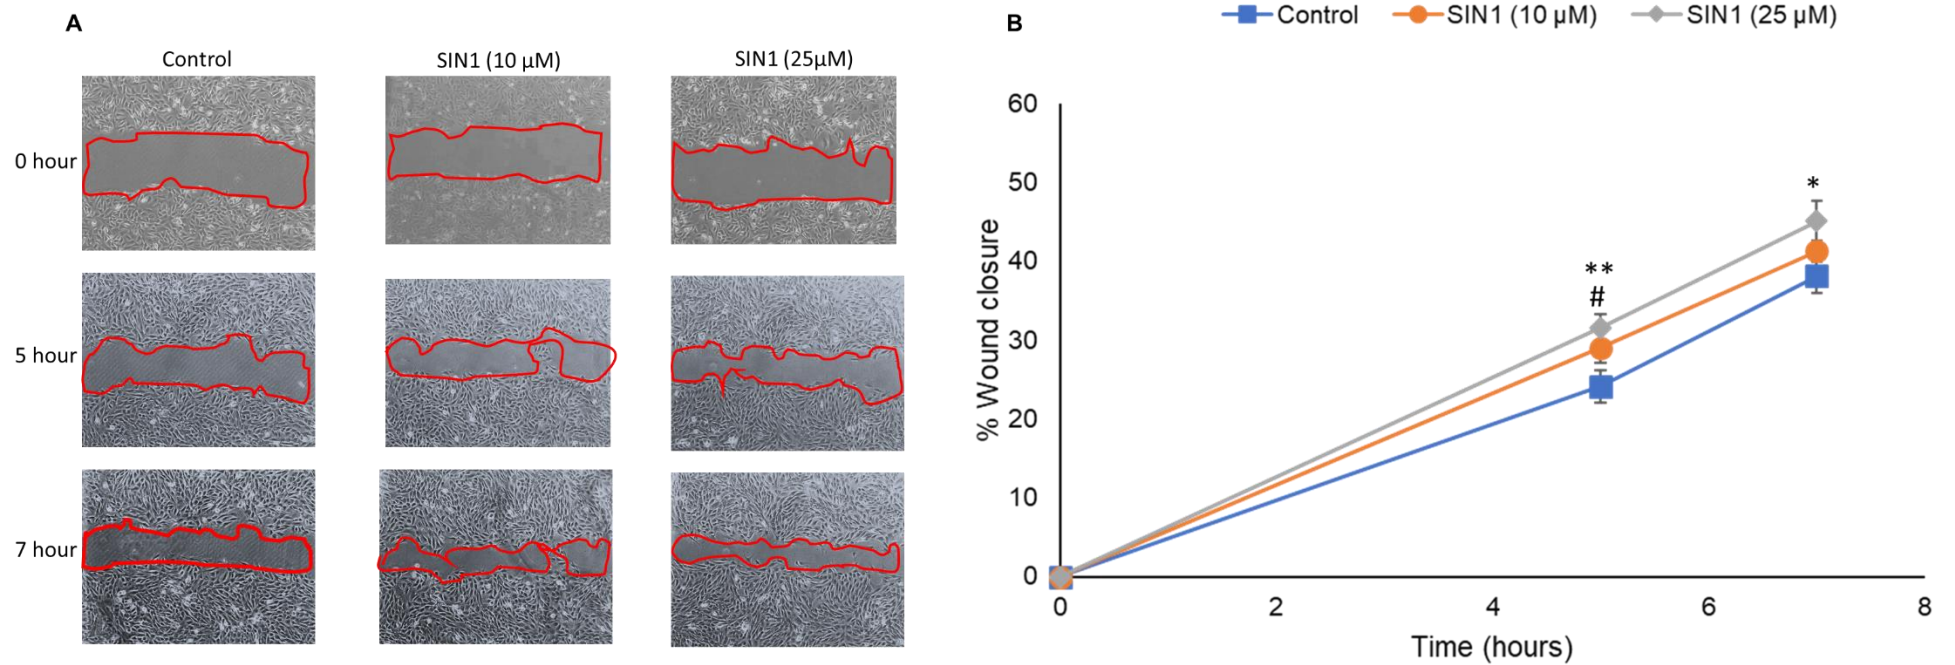 A
Control
SIN1 (10 µM)
SIN1 (25µM)
0 hour
5 hour
7 hour
B
Control
SIN1 (10 µM)
SIN1 (25 µM)
% Wound closure
60
50
40
30
20
10
0
*
**
#
0 2 4 6 8
Time (hours)